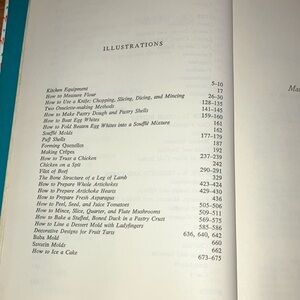 ILLUSTRATIONS
Kitchen Equipment 5–10
How to Measure Flour 17
How to Use a Knife: Chopping, Slicing, Dicing, and Mincing 26–30
Two Omelette-making Methods 128–135
How to Make Pastry Dough and Pastry Shells 141–145
How to Beat Egg Whites 159–160
How to Fold Beaten Egg Whites into a Soufflé Mixture 161
Soufflé Molds 161
Puff Shells 162
Forming Quenelles 177–179
Making Crêpes 187
How to Truss a Chicken 237–239
Chicken on a Spit 242
Filet of Beef 290–291
The Bone Structure of a Leg of Lamb 329
How to Prepare Whole Artichokes 423–424
How to Prepare Artichoke Hearts 429–430
How to Prepare Fresh Asparagus 436
How to Peel, Seed, and Juice Tomatoes 505–506
How to Mince, Slice, Quarter, and Flute Mushrooms 509–511
How to Bake a Stuffed, Boned Duck in a Pastry Crust 569–571
How to Line a Dessert Mold with Ladyfingers 585–586
Decorative Designs for Fruit Tarts 636, 640, 642
Baba Mold 660
Savarin Molds 662
How to Ice a Cake 673–675